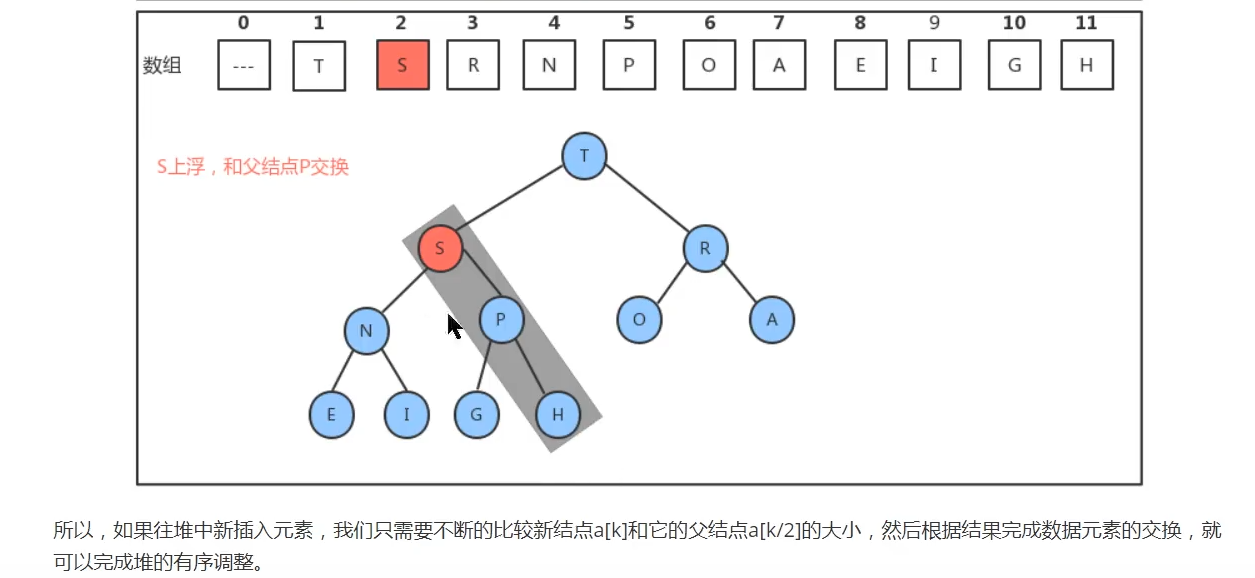 0 1 2 3 4 5 6 7 8 9 10 11
数组 --- T S R N P O A E I G H
S上浮，和父结点P交换
T
S R
N P O A
E I G H
所以，如果往堆中新插入元素，我们只需要不断的比较新结点a[k]和它的父结点a[k/2]的大小，然后根据结果完成数据元素的交换，就
可以完成堆的有序调整。